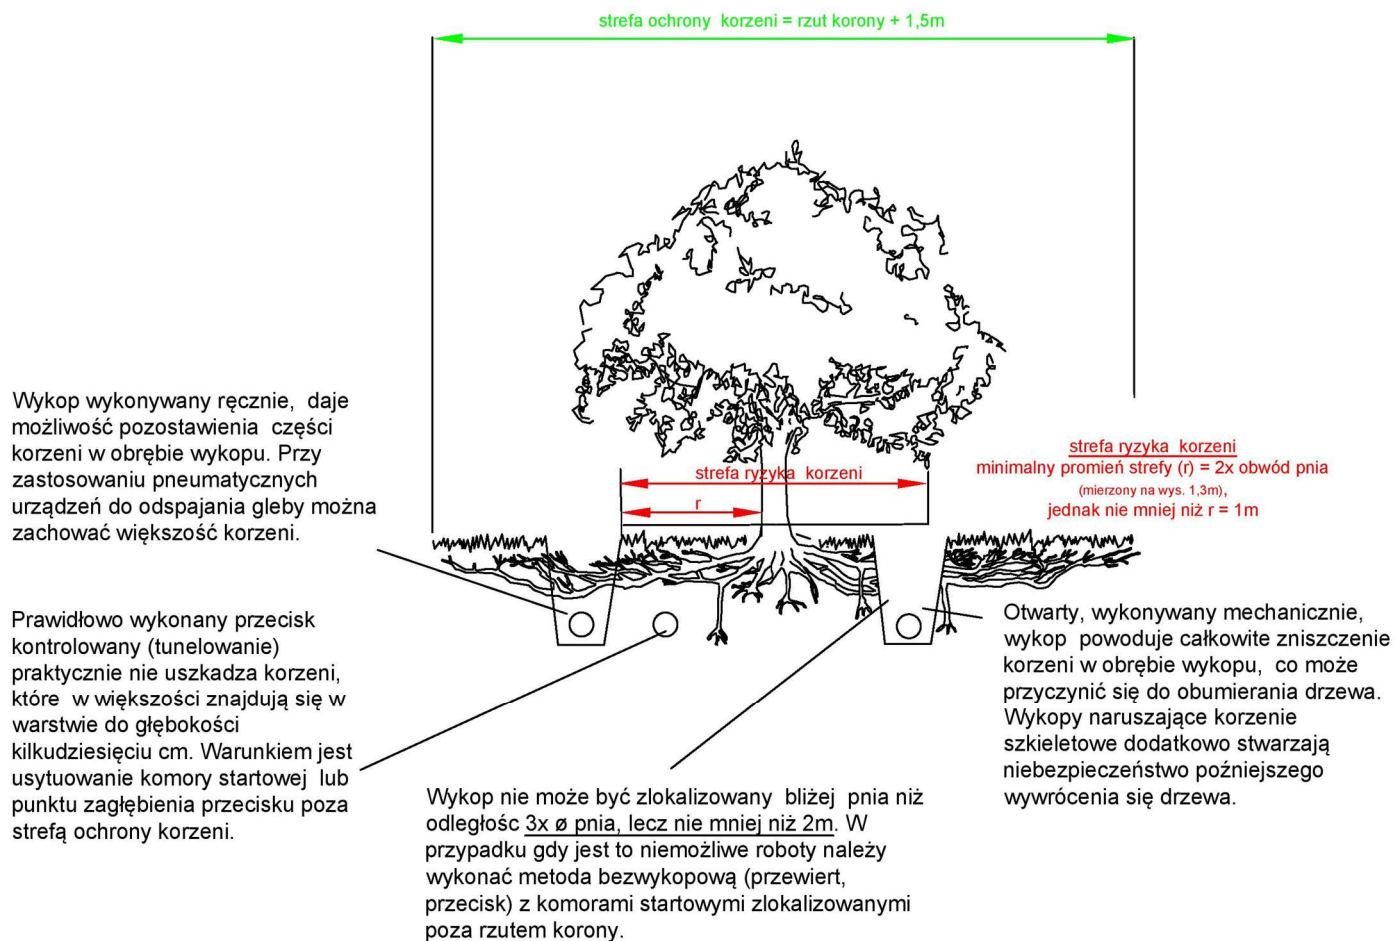 strefa ochrony korzeni = rzut korony + 1,5m
Wykop wykonywany ręcznie, daje
możliwość pozostawienia części
korzeni w obrębie wykopu. Przy
zastosowaniu pneumatycznych
urządzeń do odspajania gleby można
zachować większość korzeni.
strefa ryzyka korzeni
r
strefa ryzyka korzeni
minimalny promień strefy (r) = 2x obwód pnia
(mierzony na wys. 1,3m),
jednak nie mniej niż r = 1m
Prawidłowo wykonany przecisk
kontrolowany (tunelowanie)
praktycznie nie uszkadza korzeni,
które w większości znajdują się w
warstwie do głębokości
kilkudziesięciu cm. Warunkiem jest
usytuowanie komory startowej lub
punktu zagłębienia przecisku poza
strefą ochrony korzeni.
Wykop nie może być zlokalizowany bliżej pnia niż
odległośc 3x ø pnia, lecz nie mniej niż 2m. W
przypadku gdy jest to niemożliwe roboty należy
wykonać metoda bezwykopową (przewiert,
przecisk) z komorami startowymi zlokalizowanymi
poza rzutem korony.
Otwarty, wykonywany mechanicznie,
wykop powoduje całkowite zniszczenie
korzeni w obrębie wykopu, co może
przyczynić się do obumierania drzewa.
Wykopy naruszające korzenie
szkieletowe dodatkowo stwarzają
niebezpieczeństwo poźniejszego
wywrócenia się drzewa.